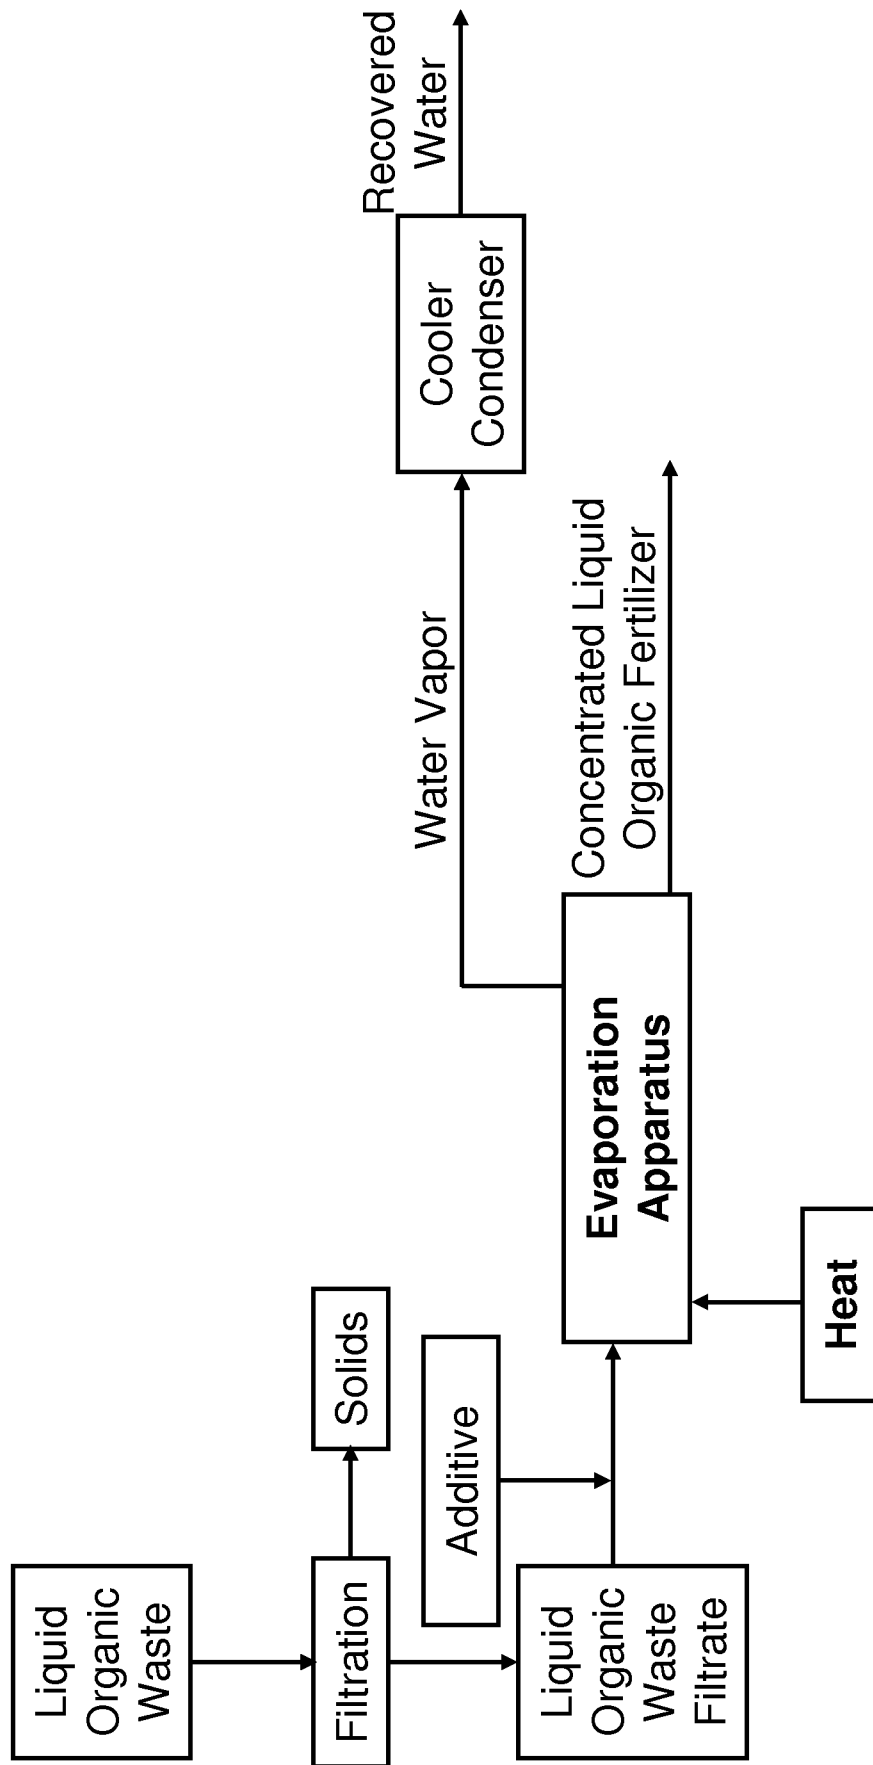 Liquid
Organic
Waste
Filtration
Solids
Additive
Liquid
Organic
Waste
Filtrate
Heat
Evaporation
Apparatus
Water Vapor
Concentrated Liquid
Organic Fertilizer
Cooler
Condenser
Recovered
Water